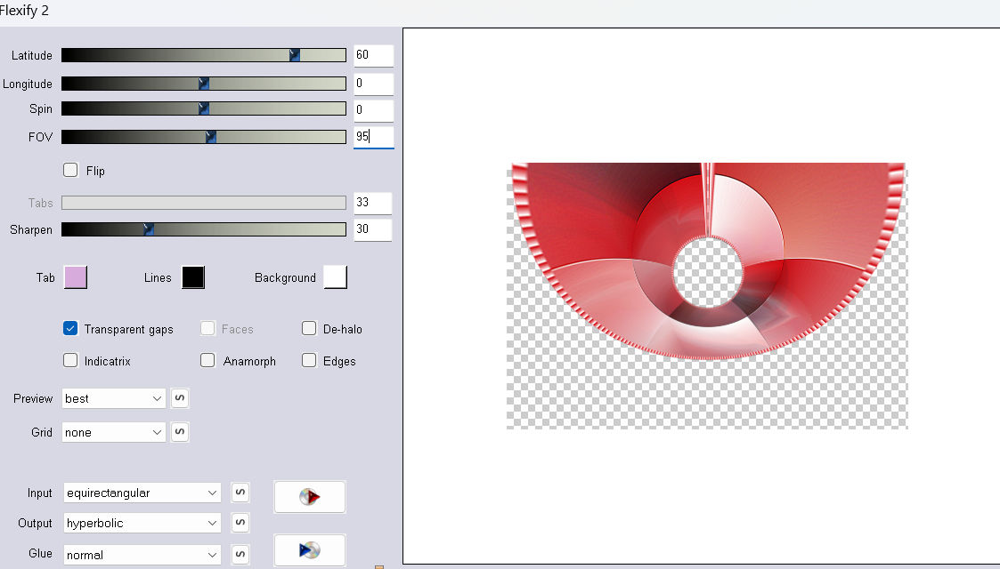 Flexify 2
Latitude 60
Longitude 0
Spin 0
FOV 95
Flip
Tabs 33
Sharpen 30
Tab Lines Background
Transparent gaps Faces De-halo
Indicatrix Anamorph Edges
Preview best
Grid none
Input equirectangular
Output hyperbolic
Glue normal